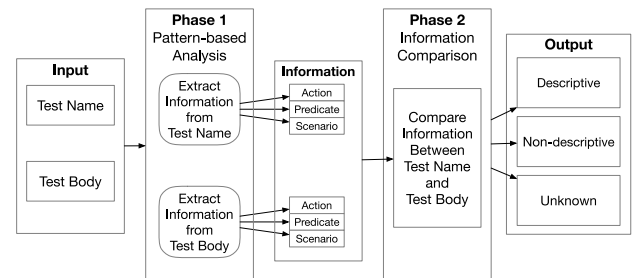 Input
Test Name
Test Body
Phase 1
Pattern-based
Analysis
Extract
Information
from
Test Name
Extract
Information
from
Test Body
Information
Action
Predicate
Scenario
Action
Predicate
Scenario
Phase 2
Information
Comparison
Compare
Information
Between
Test Name
and
Test Body
Output
Descriptive
Non-descriptive
Unknown